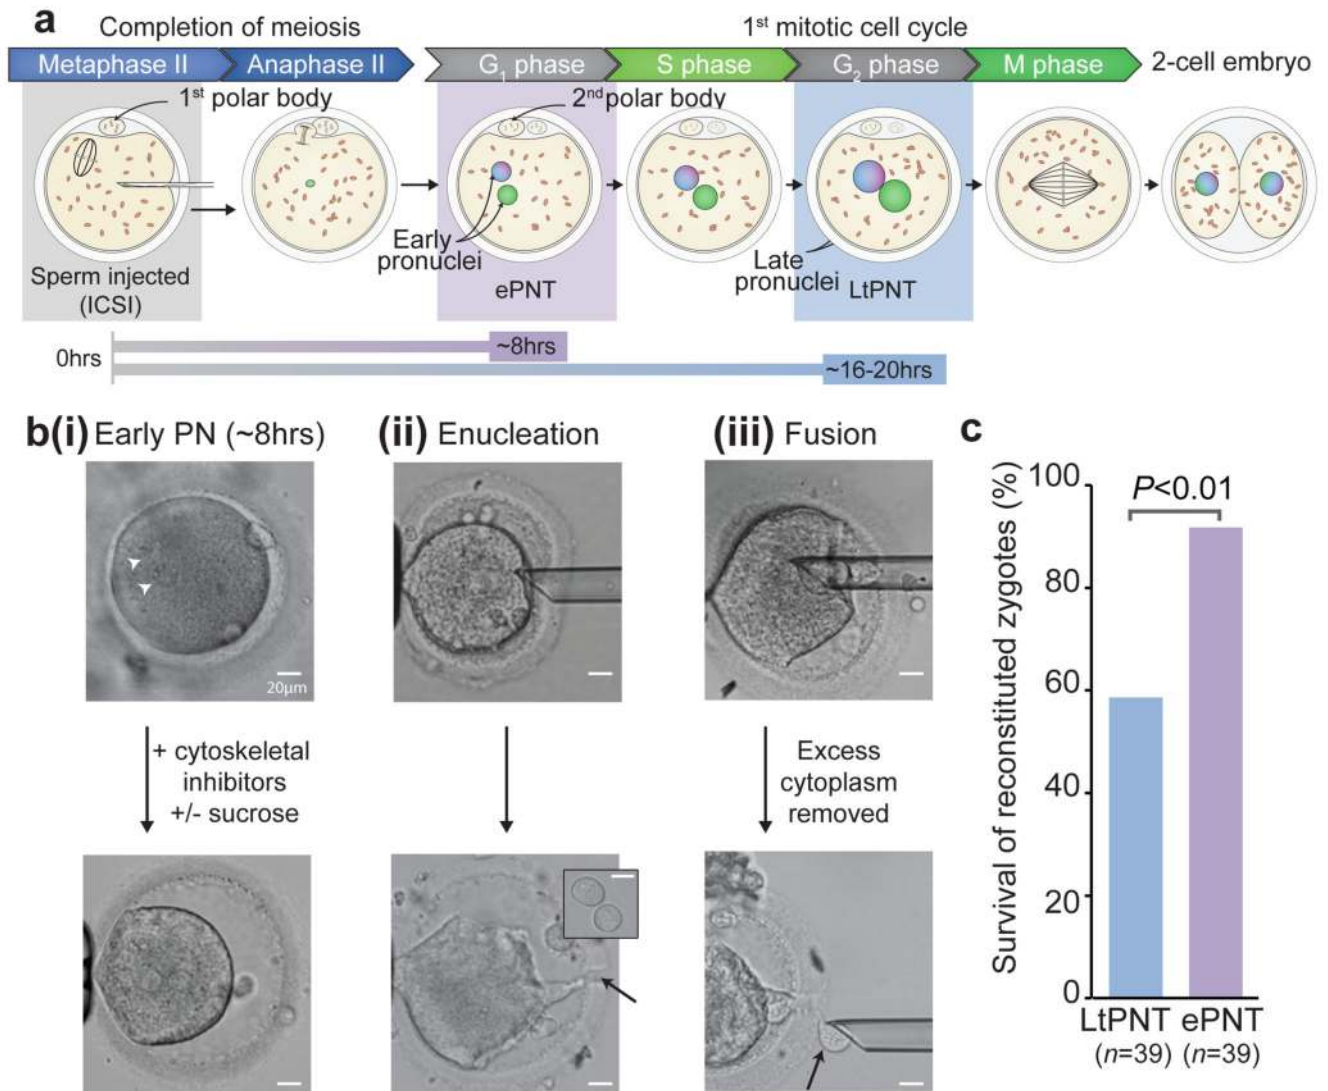 a
Completion of meiosis
1st mitotic cell cycle
Metaphase II
Anaphase II
G1 phase
S phase
G2 phase
M phase
2-cell embryo
1st polar body
2nd polar body
Early
pronuclei
Late
pronuclei
Sperm injected
(ICSI)
ePNT
LtPNT
0hrs
~8hrs
~16-20hrs
b(i) Early PN (~8hrs)
(ii) Enucleation
(iii) Fusion
20µm
+ cytoskeletal
inhibitors
+/- sucrose
Excess
cytoplasm
removed
c
Survival of reconstituted zygotes (%)
100
80
60
40
20
0
P<0.01
LtPNT ePNT
(n=39) (n=39)